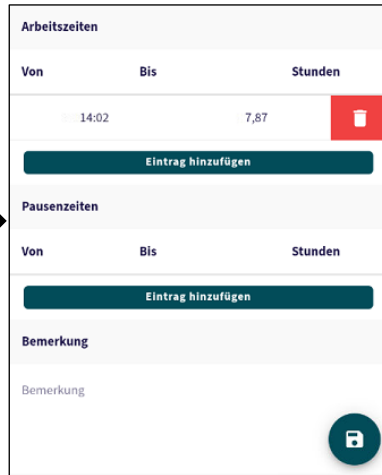 Arbeitszeiten
Von Bis Stunden
14:02 7,87
Eintrag hinzufügen
Pausenzeiten
Von Bis Stunden
Eintrag hinzufügen
Bemerkung
Bemerkung